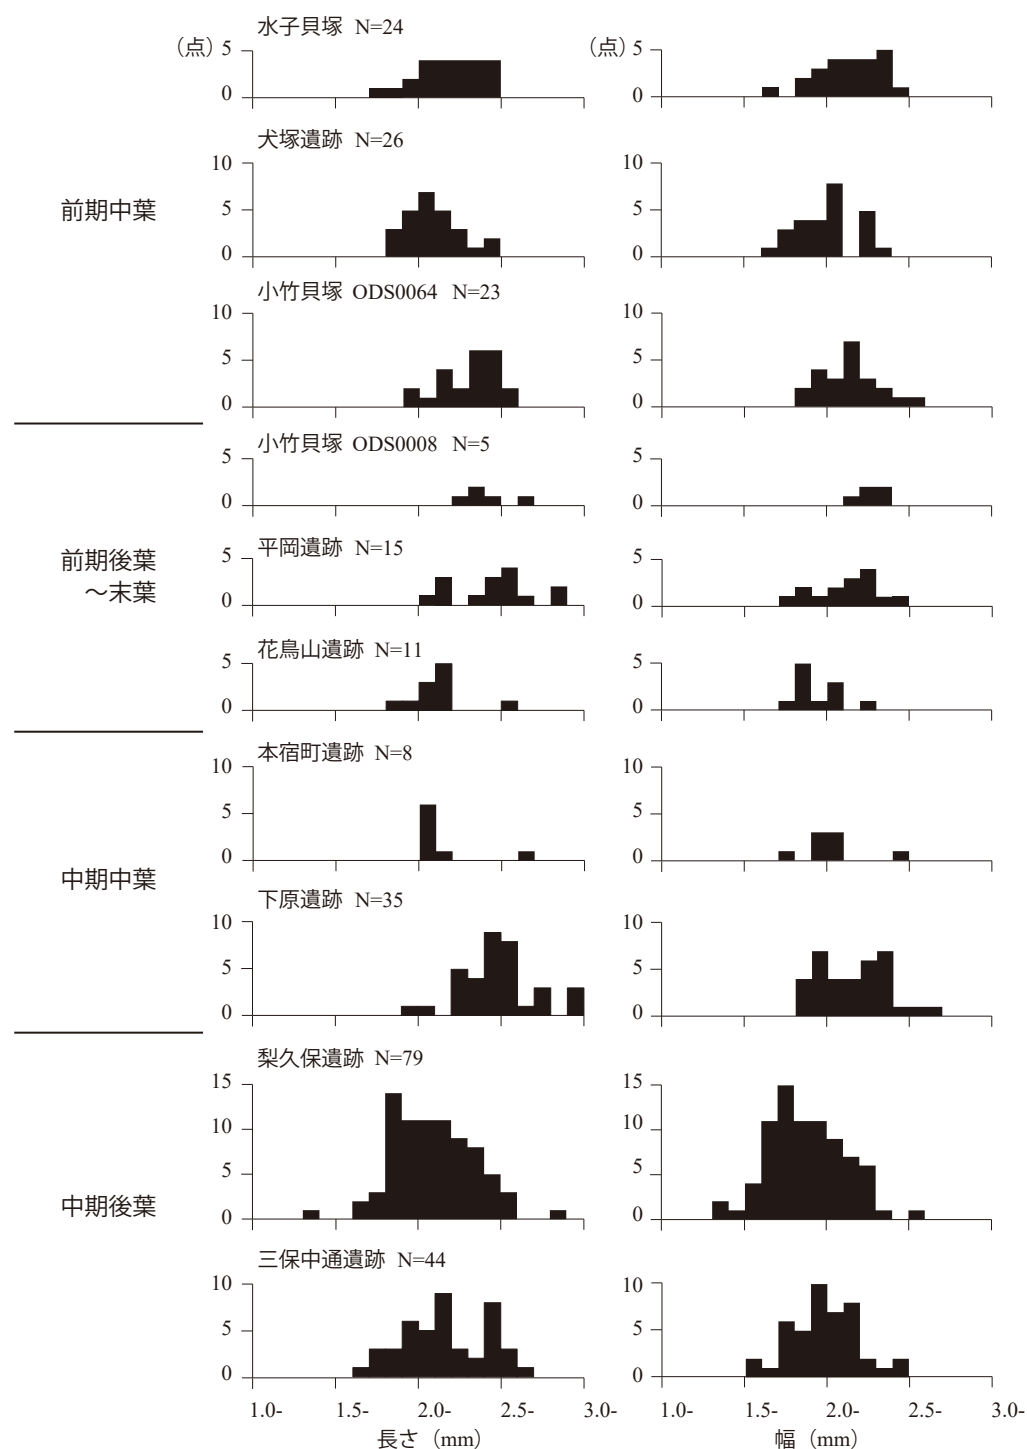 水子貝塚 N=24
（点） 5
0
（点） 5
0
犬塚遺跡 N=26
10
5
0
10
5
0
前期中葉
小竹貝塚 ODS0064 N=23
10
5
0
10
5
0
小竹貝塚 ODS0008 N=5
5
0
5
0
前期後葉
～末葉
平岡遺跡 N=15
5
0
5
0
花鳥山遺跡 N=11
5
0
5
0
本宿町遺跡 N=8
10
5
0
10
5
0
中期中葉
下原遺跡 N=35
10
5
0
10
5
0
梨久保遺跡 N=79
15
10
5
0
15
10
5
0
中期後葉
三保中通遺跡 N=44
10
5
0
10
5
0
1.0- 1.5- 2.0- 2.5- 3.0-
1.0- 1.5- 2.0- 2.5- 3.0-
長さ（mm）
幅（mm）